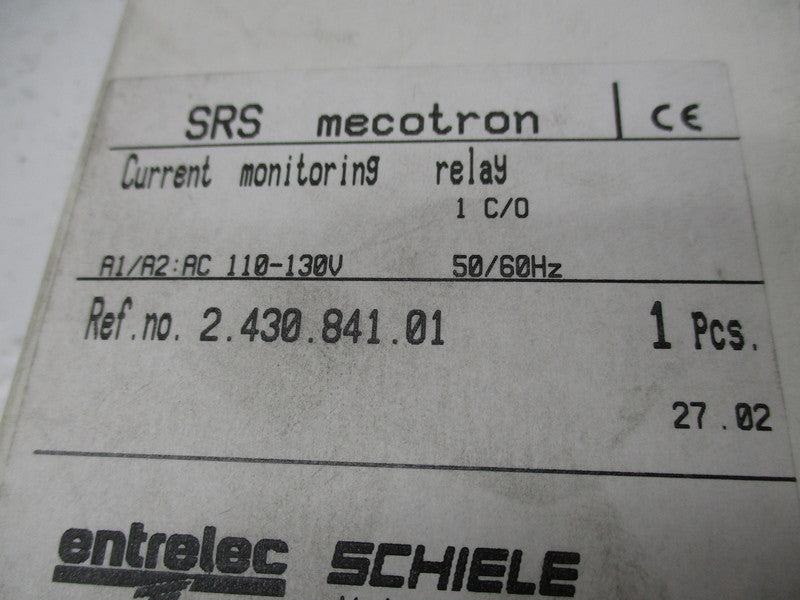 SRS mecotron CE
Current monitoring relay
1 C/O
A1/A2:AC 110-130V 50/60Hz
Ref.no. 2.430.841.01 1 Pcs.
27.02
entrelec SCHIELE